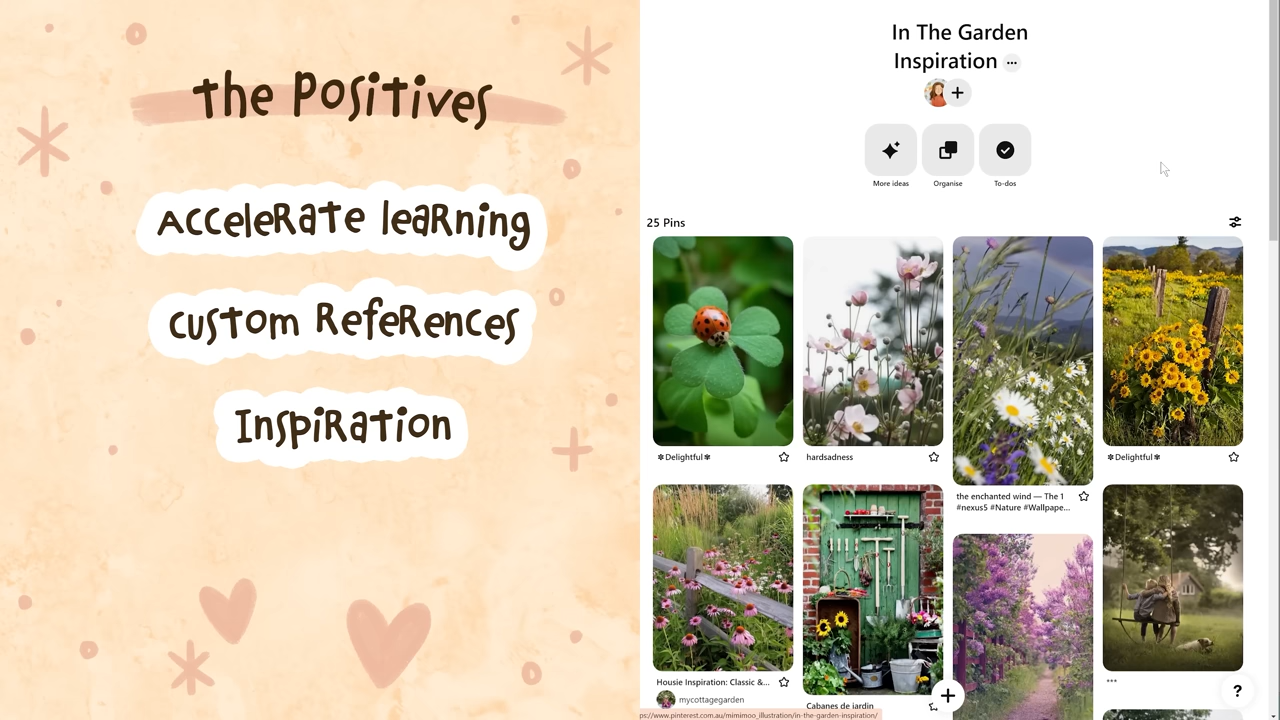 the Positives
Accelerate learning
custom References
Inspiration
In The Garden
Inspiration
More ideas
Organise
To-dos
25 Pins
✽Delightful✾
hardsadness
the enchanted wind — The 1
#nexus5 #Nature #Wallpape...
✽Delightful✾
Housie Inspiration: Classic &...
mycottagegarden
Cabanes de jardin
...
?
ps://www.pinterest.com.au/mimimoo_illustration/in-the-garden-inspiration/